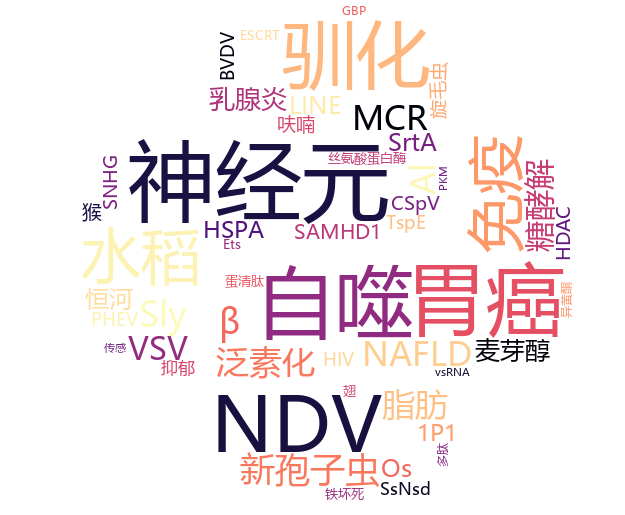 GBP
ESCRT
驯化
BVDV
旋毛虫
乳腺炎
LINE
MCR
呋喃
SrtA
丝氨酸蛋白酶
神经元
免疫
SNHG
AI
PKM
糖酵解
HDAC
猴
CSpV
TspE
HSPA
SAMHD1
Ets
水稻
自噬
胃癌
蛋清肽
恒河
异黄酮
PHEV
Sly
β
传感
VSV
抑郁
泛素化
HIV
NAFLD
麦芽醇
vsRNA
翅
NDV
脂肪
1P1
多肽
新孢子虫
Os
SsNsd
铁坏死